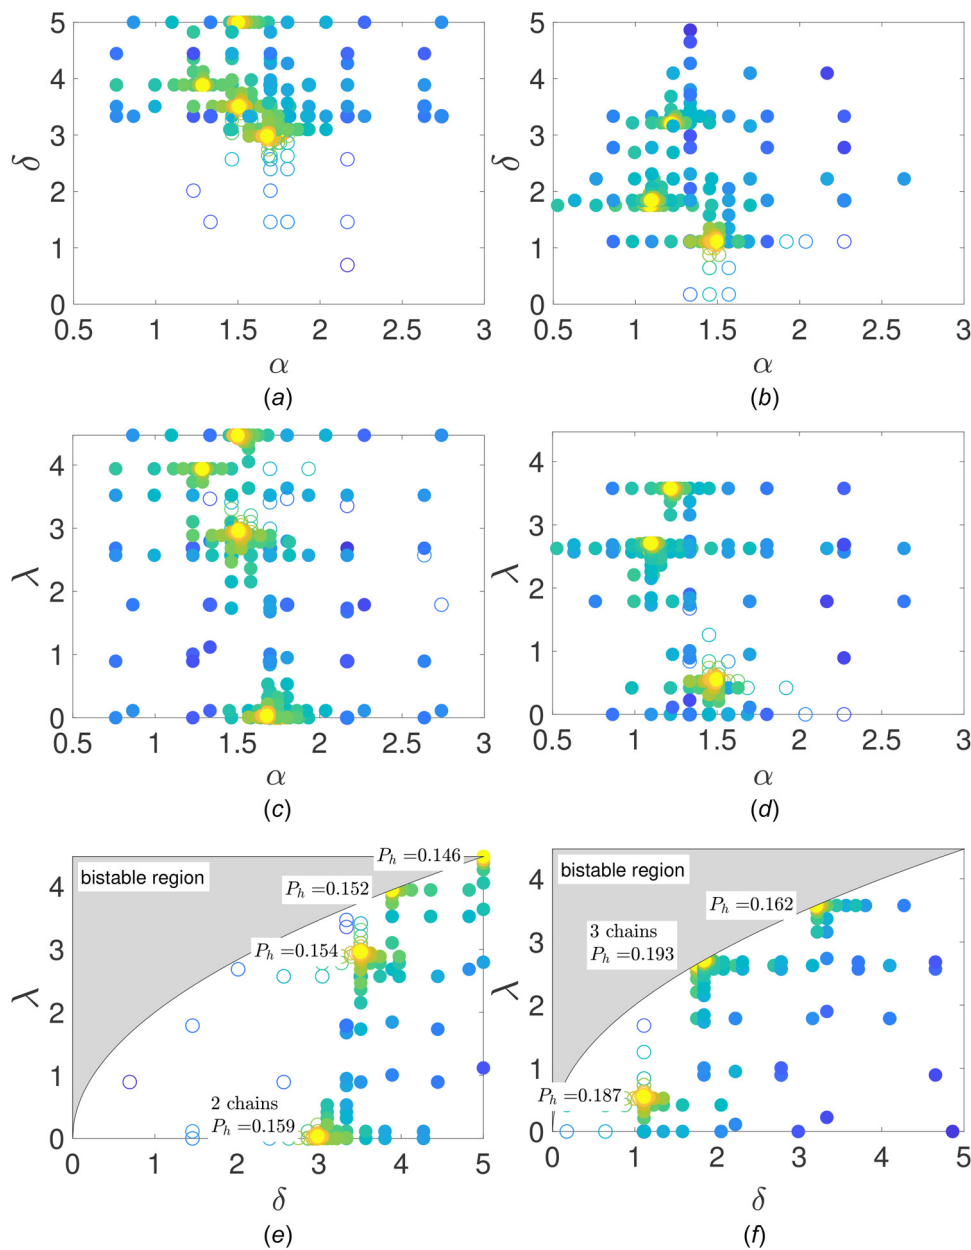 5
4
3
2
1
0
δ
0.5
1
1.5
2
2.5
3
α
(a)
5
4
3
2
1
0
δ
0.5
1
1.5
2
2.5
3
α
(b)
4
3
2
1
0
λ
0.5
1
1.5
2
2.5
3
α
(c)
4
3
2
1
0
λ
0.5
1
1.5
2
2.5
3
α
(d)
bistable region
P_h = 0.146
P_h = 0.152
P_h = 0.154
2 chains
P_h = 0.159
4
3
2
1
0
λ
0
1
2
3
4
5
δ
(e)
bistable region
P_h = 0.162
3 chains
P_h = 0.193
P_h = 0.187
4
3
2
1
0
λ
0
1
2
3
4
5
δ
(f)